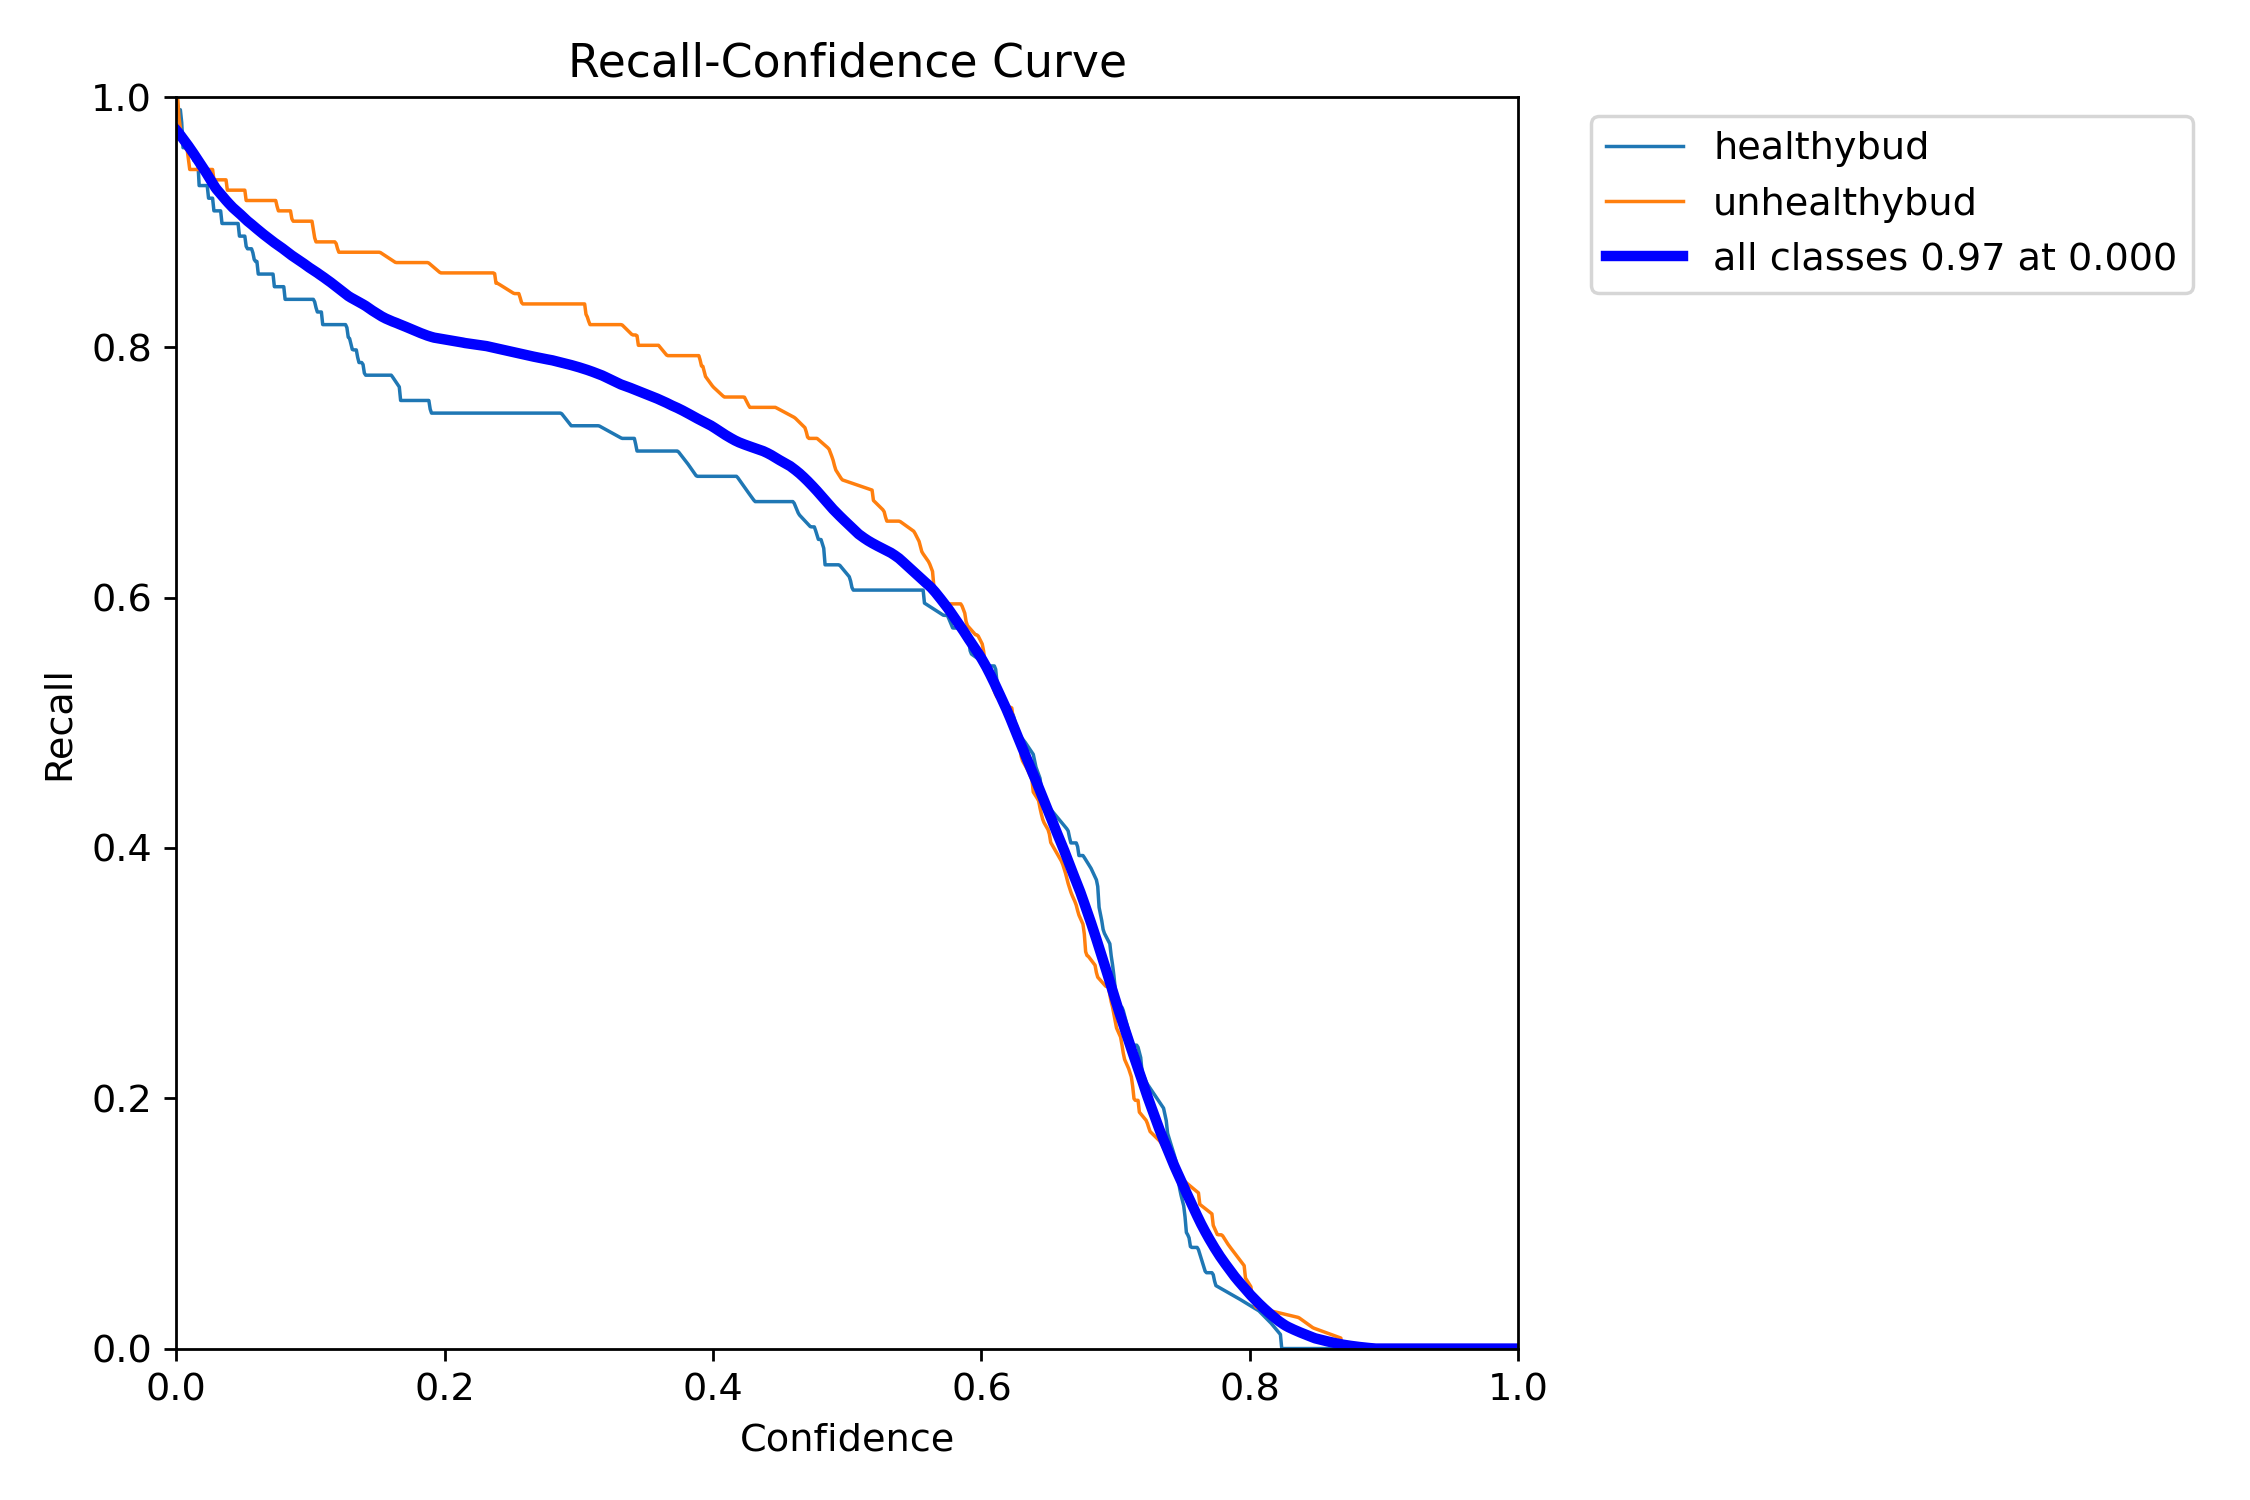 Recall-Confidence Curve
healthybud
unhealthybud
all classes 0.97 at 0.000
Recall
1.0
0.8
0.6
0.4
0.2
0.0
0.0 0.2 0.4 0.6 0.8 1.0
Confidence